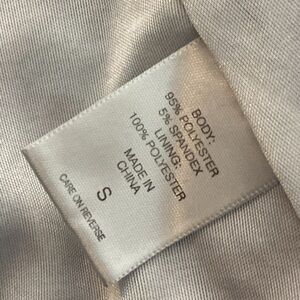 BODY:
95% POLYESTER
5% SPANDEX
LINING:
100% POLYESTER
MADE IN
CHINA
S
CARE ON REVERSE